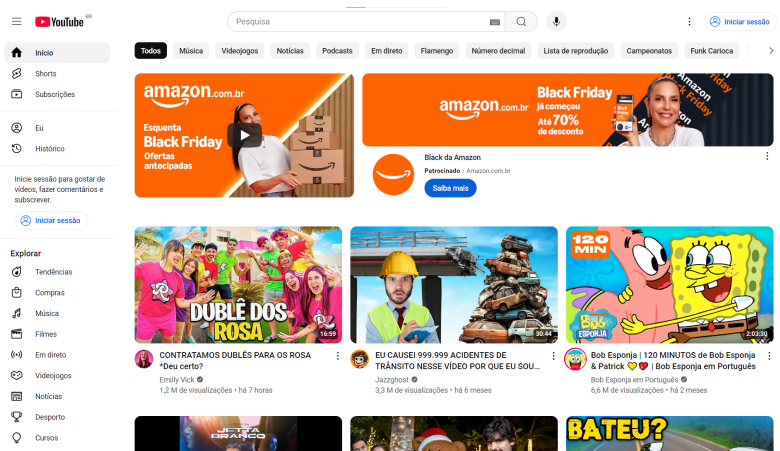 YouTube BR
Pesquisa
Iniciar sessão
Início
Shorts
Subscrições
Eu
Histórico
Inicie sessão para gostar de
vídeos, fazer comentários e
subscrever.
Iniciar sessão
Explorar
Tendências
Compras
Música
Filmes
Em direto
Videojogos
Notícias
Desporto
Cursos
Todos
Música
Videojogos
Notícias
Podcasts
Em direto
Flamengo
Número decimal
Lista de reprodução
Campeonatos
Funk Carioca
amazon.com.br
Esquenta
Black Friday
Ofertas
antecipadas
amazon.com.br
Black Friday
já começou
Até 70%
de desconto
Amazon
Black Friday
Black da Amazon
Patrocinado · Amazon.com.br
Saiba mais
DUBLÊ DOS
ROSA
16:59
CONTRATAMOS DUBLÊS PARA OS ROSA
*Deu certo?
Emilly Vick
1,2 M de visualizações • há 7 horas
30:44
EU CAUSEI 999.999 ACIDENTES DE
TRÂNSITO NESSE VÍDEO POR QUE EU SOU...
Jazzghost
3,3 M de visualizações • há 6 meses
120
MIN
Bob
ESPONJA
2:03:30
Bob Esponja | 120 MINUTOS de Bob Esponja
& Patrick 💛💖 | Bob Esponja em Português
Bob Esponja em Português
6,6 M de visualizações • há 2 meses
JETTA
BRANCO
BATEU?